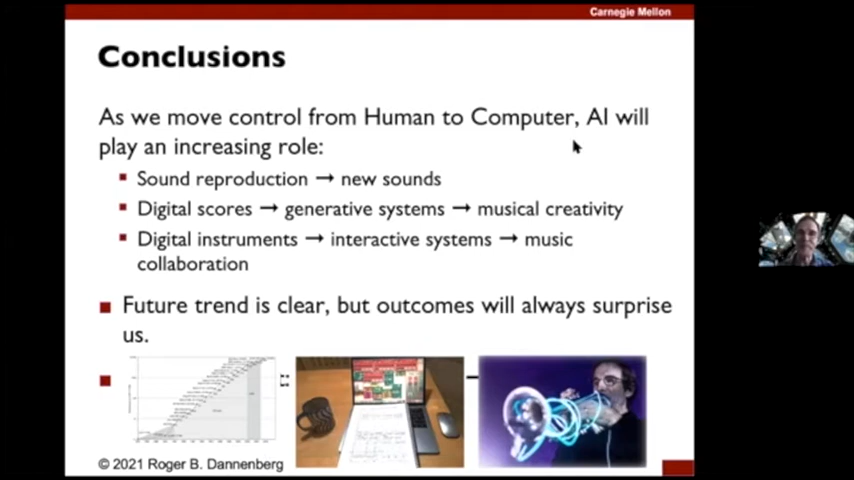 Carnegie Mellon
Conclusions
As we move control from Human to Computer, AI will
play an increasing role:
Sound reproduction → new sounds
Digital scores → generative systems → musical creativity
Digital instruments → interactive systems → music
collaboration
Future trend is clear, but outcomes will always surprise
us.
© 2021 Roger B. Dannenberg